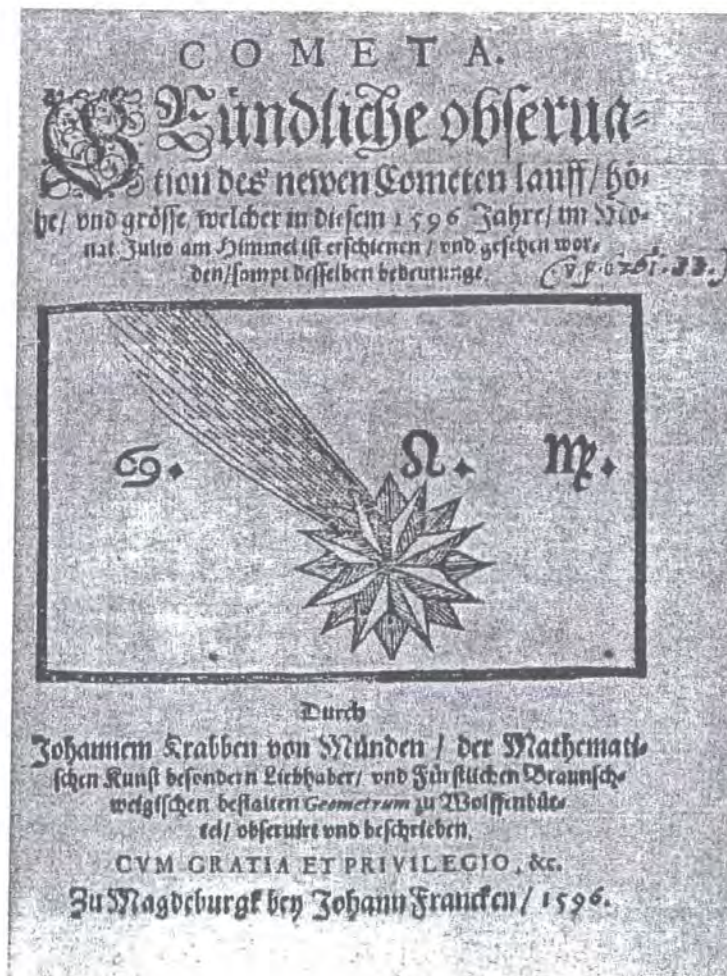 COMETA.
Gründliche obserua-
tion des newen Cometen lauff/ hö-
he/ vnd grösse/ welcher in diesem 1596 Jahre/ im Mo-
nat Julio am Himmel ist erschienen/ vnd gesehen wor-
den/ sampt desselben bedeutunge.
♋ ♌ ♍
Durch
Johannem Krabben von Münden/ der Mathemati-
schen Kunst besondern Liebhaber/ vnd Fürstlichen Braunsch-
weigischen bestalten Geometrum zu Wolffenbüt-
tel/ obseruirt vnd beschrieben.
CVM GRATIA ET PRIVILEGIO, &c.
Zu Magdeburgk bey Johann Francken/ 1596.